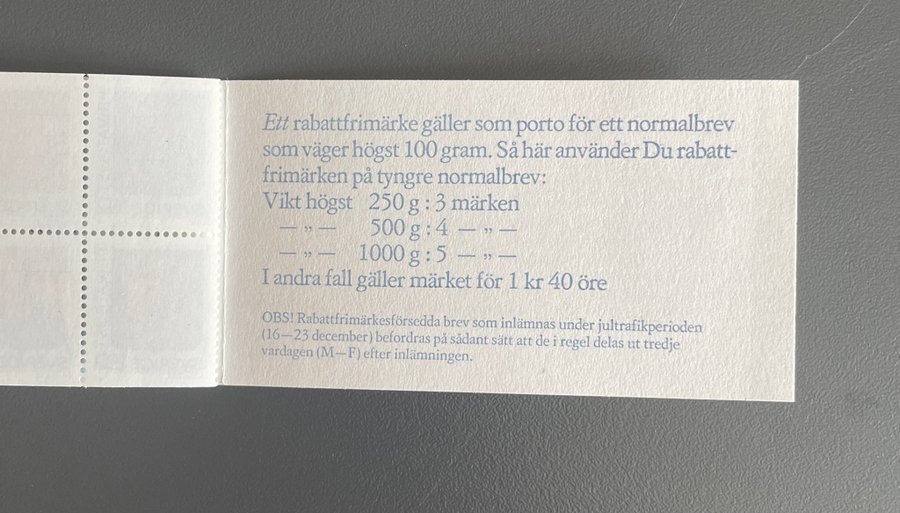 Ett rabattfrimärke gäller som porto för ett normalbrev
som väger högst 100 gram. Så här använder Du rabatt-
frimärken på tyngre normalbrev:
Vikt högst 250 g : 3 märken
— „ — 500 g : 4 — „ —
— „ — 1000 g : 5 — „ —
I andra fall gäller märket för 1 kr 40 öre
OBS! Rabattfrimärkesförsedda brev som inlämnas under jultrafikperioden
(16—23 december) befordras på sådant sätt att de i regel delas ut tredje
vardagen (M—F) efter inlämningen.